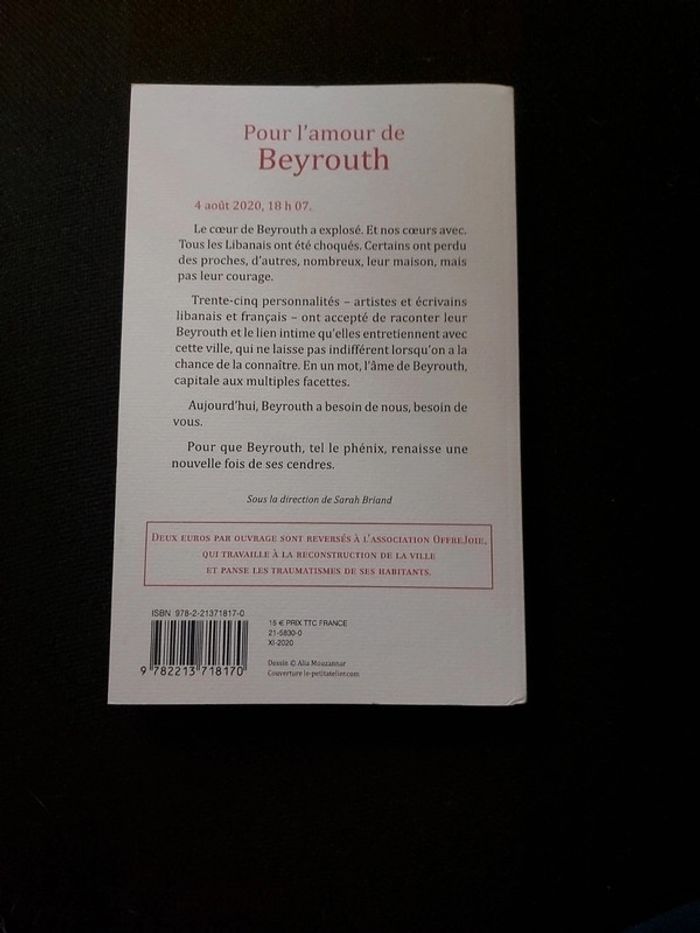 Pour l'amour de
Beyrouth
4 août 2020, 18 h 07.
Le cœur de Beyrouth a explosé. Et nos cœurs avec.
Tous les Libanais ont été choqués. Certains ont perdu
des proches, d'autres, nombreux, leur maison, mais
pas leur courage.
Trente-cinq personnalités – artistes et écrivains
libanais et français – ont accepté de raconter leur
Beyrouth et le lien intime qu'elles entretiennent avec
cette ville, qui ne laisse pas indifférent lorsqu'on a la
chance de la connaître. En un mot, l'âme de Beyrouth,
capitale aux multiples facettes.
Aujourd'hui, Beyrouth a besoin de nous, besoin de
vous.
Pour que Beyrouth, tel le phénix, renaisse une
nouvelle fois de ses cendres.
Sous la direction de Sarah Briand
DEUX EUROS PAR OUVRAGE SONT REVERSÉS À L'ASSOCIATION OFFREJOIE,
QUI TRAVAILLE À LA RECONSTRUCTION DE LA VILLE
ET PANSE LES TRAUMATISMES DE SES HABITANTS.
ISBN 978-2-21371817-0
9 782213 718170
15 € PRIX TTC FRANCE
21-5830-0
XI-2020
Dessin © Alia Mouzannar
Couverture le-petitatelier.com